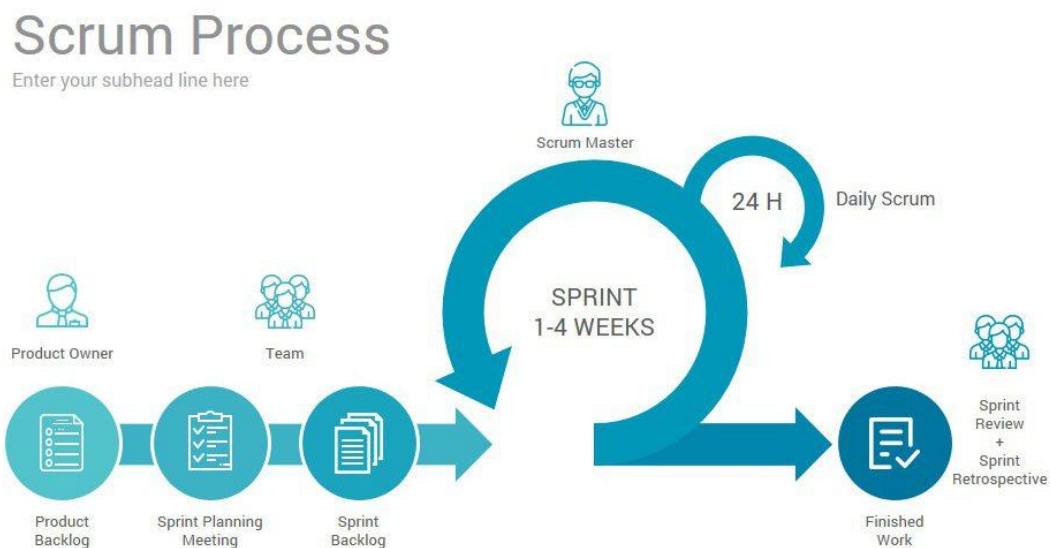 Scrum Process
Enter your subhead line here
Scrum Master
24 H
Daily Scrum
SPRINT
1-4 WEEKS
Product Owner
Team
Sprint
Review
+
Sprint
Retrospective
Product
Backlog
Sprint Planning
Meeting
Sprint
Backlog
Finished
Work